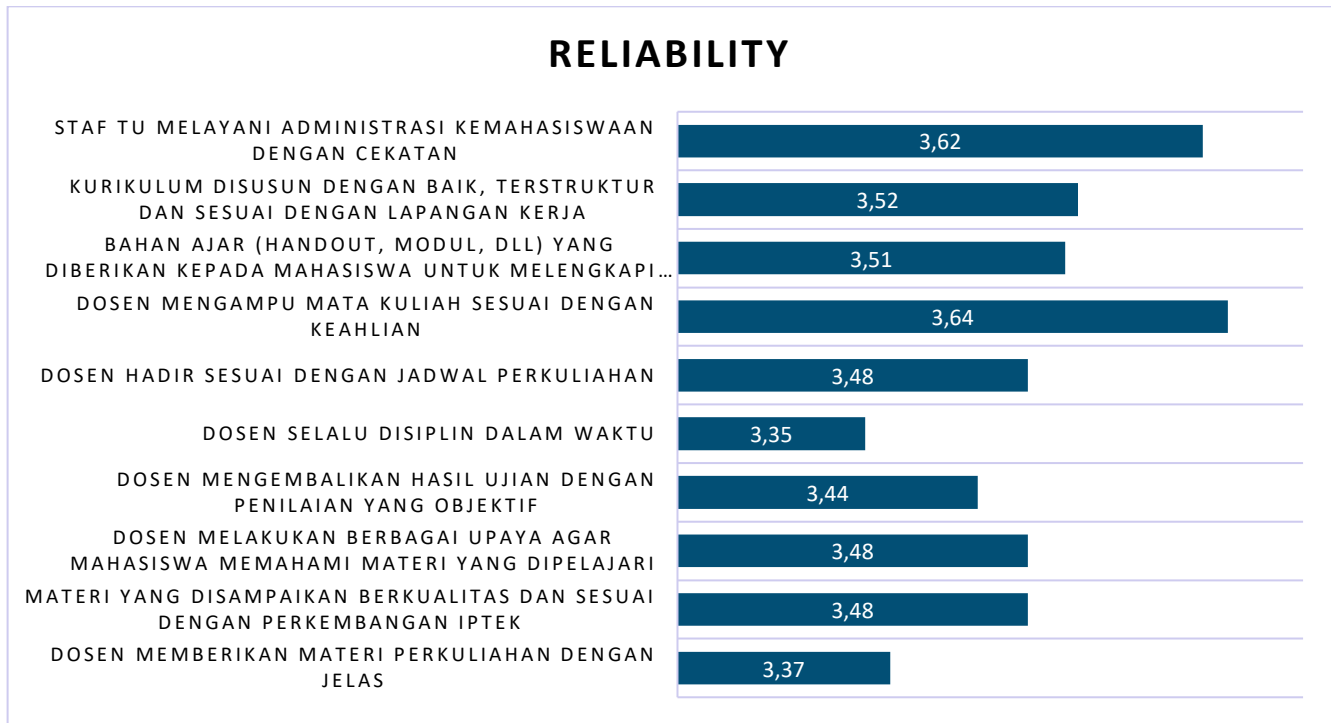 RELIABILITY
STAF TU MELAYANI ADMINISTRASI KEMAHASISWAAN
DENGAN CEKATAN
3,62
KURIKULUM DISUSUN DENGAN BAIK, TERSTRUKTUR
DAN SESUAI DENGAN LAPANGAN KERJA
3,52
BAHAN AJAR (HANDOUT, MODUL, DLL) YANG
DIBERIKAN KEPADA MAHASISWA UNTUK MELENGKAPI...
3,51
DOSEN MENGAMPU MATA KULIAH SESUAI DENGAN
KEAHLIAN
3,64
DOSEN HADIR SESUAI DENGAN JADWAL PERKULIAHAN
3,48
DOSEN SELALU DISIPLIN DALAM WAKTU
3,35
DOSEN MENGEMBALIKAN HASIL UJIAN DENGAN
PENILAIAN YANG OBJEKTIF
3,44
DOSEN MELAKUKAN BERBAGAI UPAYA AGAR
MAHASISWA MEMAHAMI MATERI YANG DIPELAJARI
3,48
MATERI YANG DISAMPAIKAN BERKUALITAS DAN SESUAI
DENGAN PERKEMBANGAN IPTEK
3,48
DOSEN MEMBERIKAN MATERI PERKULIAHAN DENGAN
JELAS
3,37